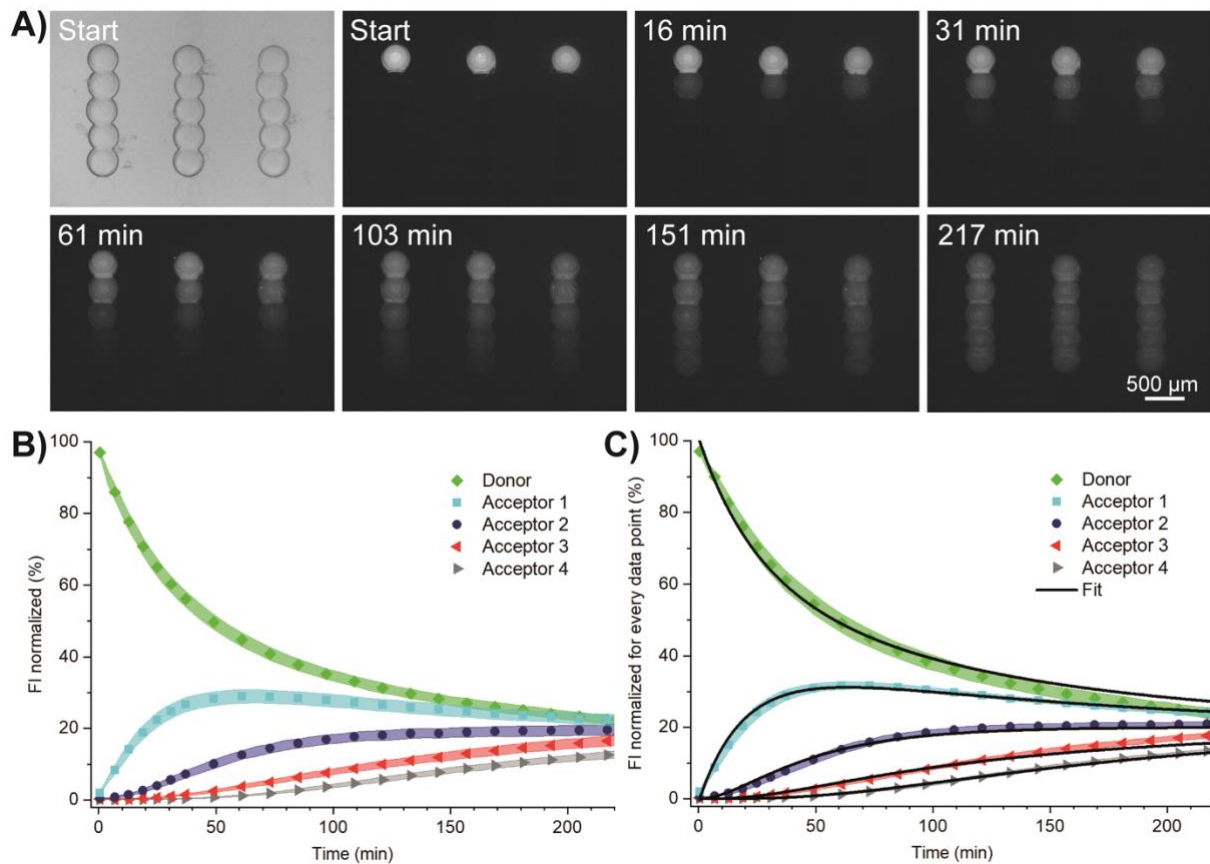 A)
Start
Start
16 min
31 min
61 min
103 min
151 min
217 min
500 µm
B)
FI normalized (%)
100
80
60
40
20
0
Donor
Acceptor 1
Acceptor 2
Acceptor 3
Acceptor 4
0 50 100 150 200
Time (min)
C)
FI normalized for every data point (%)
100
80
60
40
20
0
Donor
Acceptor 1
Acceptor 2
Acceptor 3
Acceptor 4
Fit
0 50 100 150 200
Time (min)